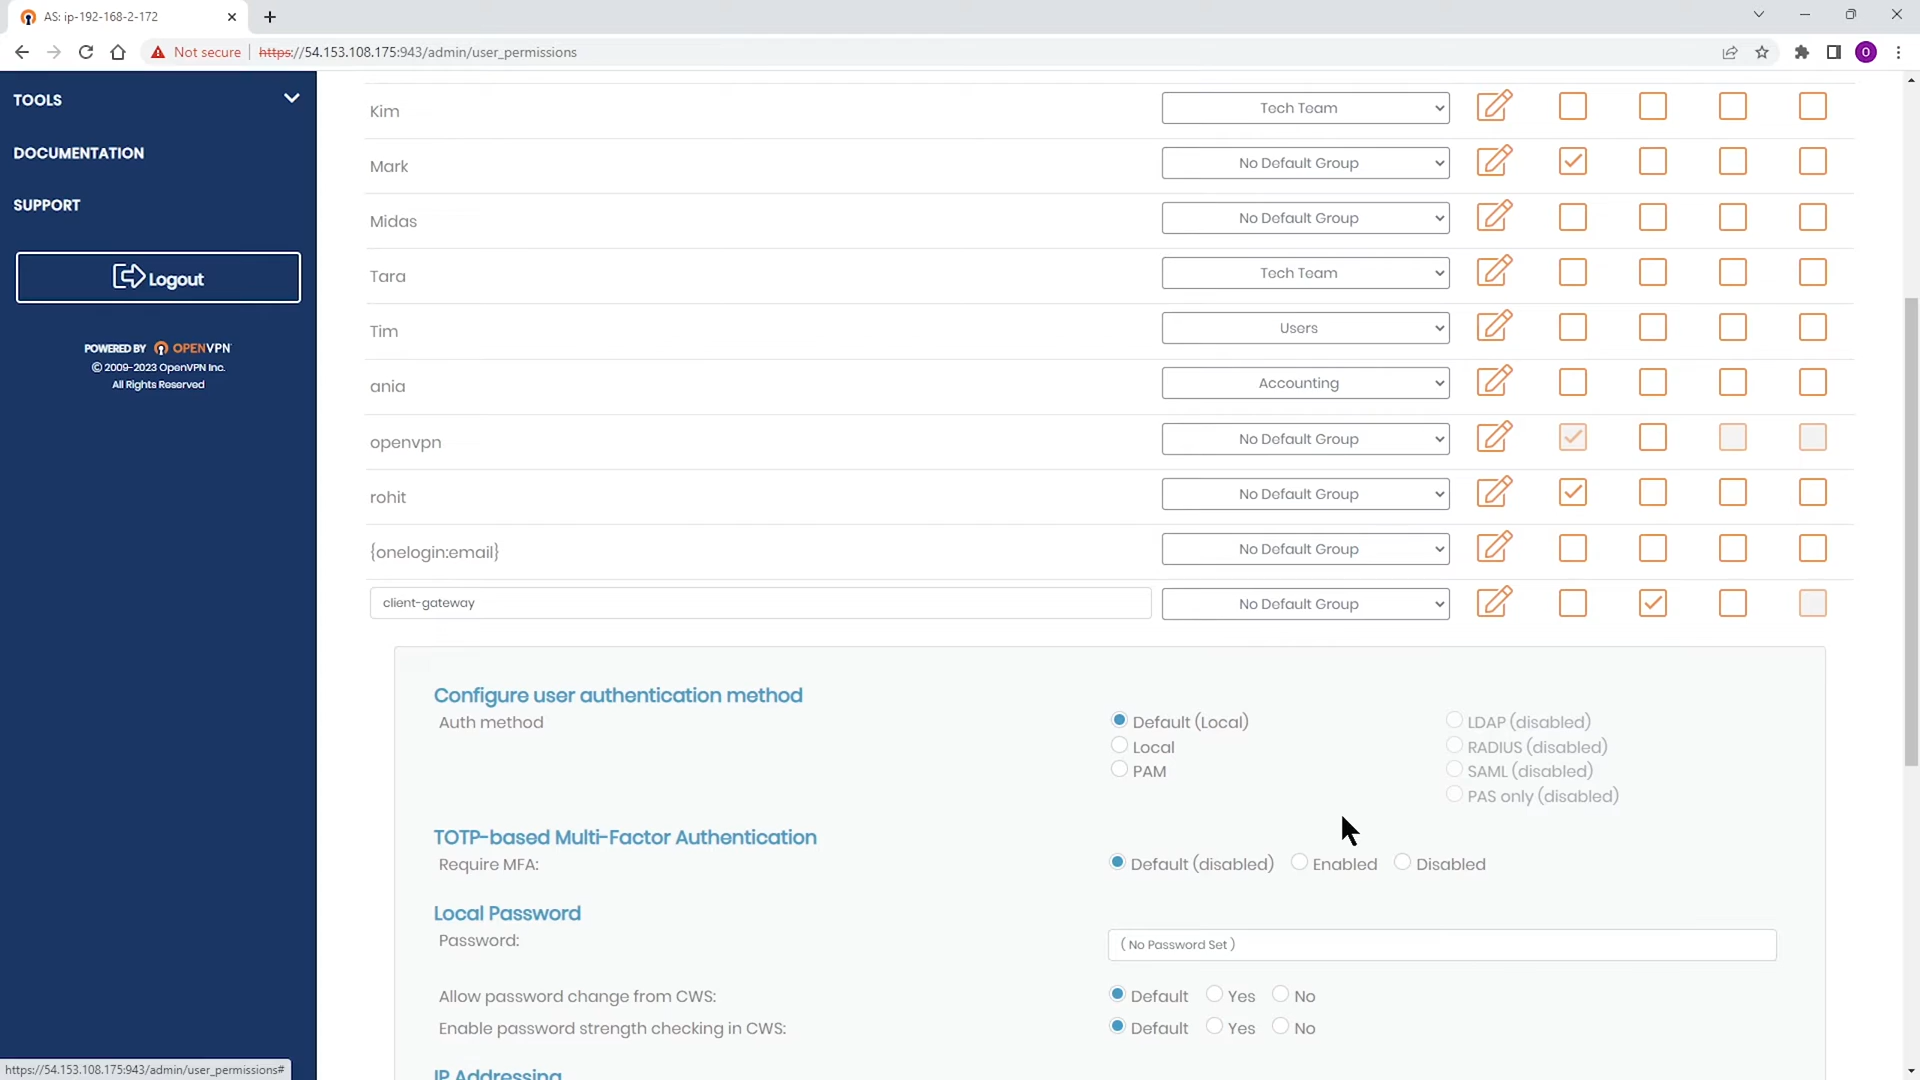 AS: ip-192-168-2-172
Not secure https://54.153.108.175:943/admin/user_permissions
O
TOOLS
DOCUMENTATION
SUPPORT
Logout
POWERED BY OPENVPN
© 2009-2023 OpenVPN Inc.
All Rights Reserved
Kim Tech Team
Mark No Default Group
Midas No Default Group
Tara Tech Team
Tim Users
ania Accounting
openvpn No Default Group
rohit No Default Group
{onelogin:email} No Default Group
client-gateway No Default Group
Configure user authentication method
Auth method Default (Local) LDAP (disabled)
Local RADIUS (disabled)
PAM SAML (disabled)
PAS only (disabled)
TOTP-based Multi-Factor Authentication
Require MFA: Default (disabled) Enabled Disabled
Local Password
Password: ( No Password Set )
Allow password change from CWS: Default Yes No
Enable password strength checking in CWS: Default Yes No
IP Addressing
https://54.153.108.175:943/admin/user_permissions#